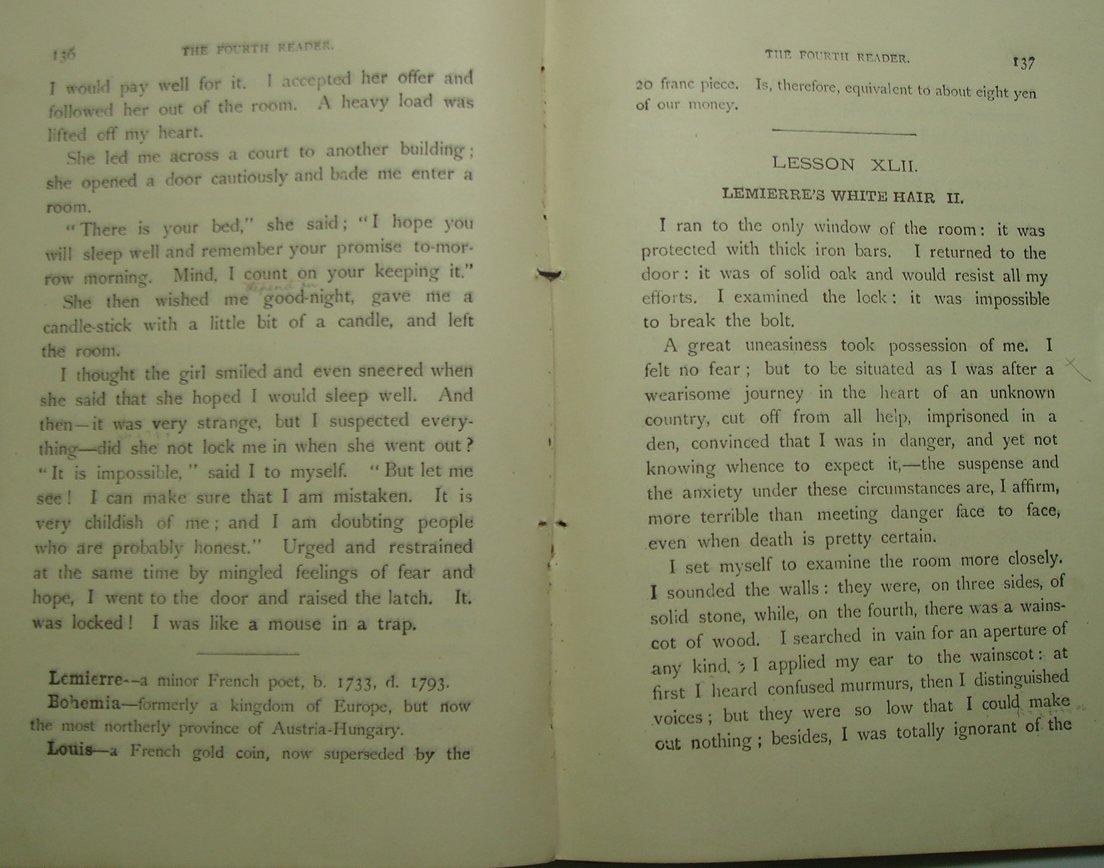 136 THE FOURTH READER.
I would pay well for it. I accepted her offer and
followed her out of the room. A heavy load was
lifted off my heart.
She led me across a court to another building;
she opened a door cautiously and bade me enter a
room.
"There is your bed," she said; "I hope you
will sleep well and remember your promise to-mor-
row morning. Mind, I count on your keeping it."
depend on
She then wished me good-night, gave me a
candle-stick with a little bit of a candle, and left
the room.
I thought the girl smiled and even sneered when
she said that she hoped I would sleep well. And
then—it was very strange, but I suspected every-
thing—did she not lock me in when she went out?
"It is impossible," said I to myself. "But let me
see! I can make sure that I am mistaken. It is
very childish of me; and I am doubting people
who are probably honest." Urged and restrained
at the same time by mingled feelings of fear and
hope, I went to the door and raised the latch. It.
was locked! I was like a mouse in a trap.
Lemierre--a minor French poet, b. 1733, d. 1793.
Bohemia—formerly a kingdom of Europe, but now
the most northerly province of Austria-Hungary.
Louis—a French gold coin, now superseded by the
THE FOURTH READER. 137
20 franc piece. Is, therefore, equivalent to about eight yen
of our money.
LESSON XLII.
LEMIERRE'S WHITE HAIR II.
I ran to the only window of the room: it was
protected with thick iron bars. I returned to the
door: it was of solid oak and would resist all my
efforts. I examined the lock: it was impossible
to break the bolt.
A great uneasiness took possession of me. I
felt no fear; but to be situated as I was after a
wearisome journey in the heart of an unknown
country, cut off from all help, imprisoned in a
den, convinced that I was in danger, and yet not
knowing whence to expect it,—the suspense and
the anxiety under these circumstances are, I affirm,
more terrible than meeting danger face to face,
even when death is pretty certain.
I set myself to examine the room more closely.
I sounded the walls: they were, on three sides, of
solid stone, while, on the fourth, there was a wains-
cot of wood. I searched in vain for an aperture of
any kind. I applied my ear to the wainscot: at
first I heard confused murmurs, then I distinguished
voices; but they were so low that I could make
out nothing; besides, I was totally ignorant of the